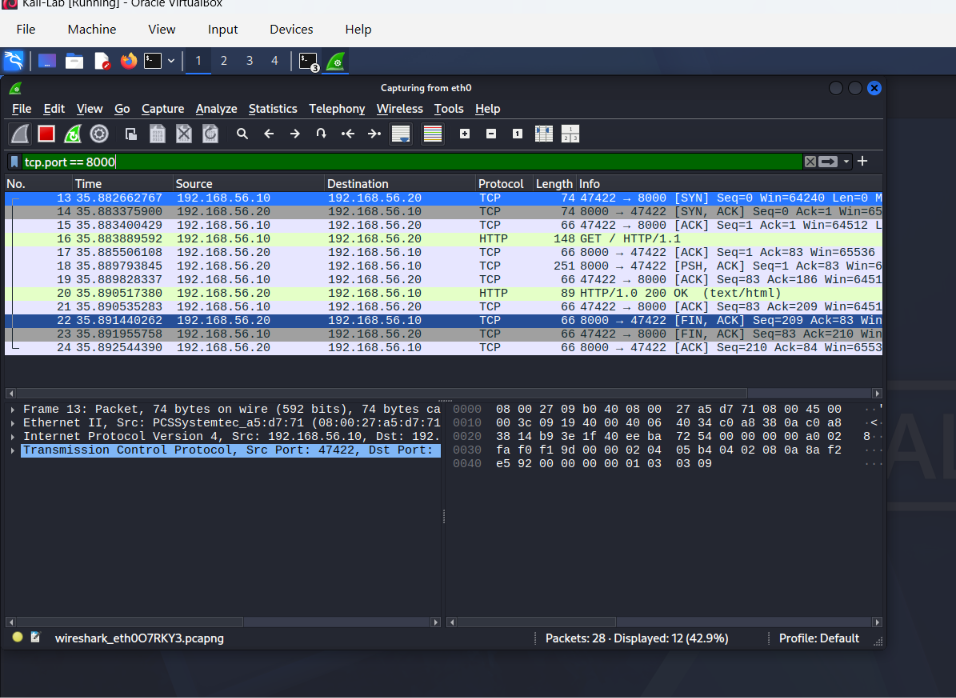 Kali-Lab [Running] - Oracle VirtualBox
File Machine View Input Devices Help
1 2 3 4 3
Capturing from eth0
File Edit View Go Capture Analyze Statistics Telephony Wireless Tools Help
tcp.port == 8000
No. Time Source Destination Protocol Length Info
13 35.882662767 192.168.56.10 192.168.56.20 TCP 74 47422 → 8000 [SYN] Seq=0 Win=64240 Len=0 M
14 35.883375900 192.168.56.20 192.168.56.10 TCP 74 8000 → 47422 [SYN, ACK] Seq=0 Ack=1 Win=65
15 35.883400429 192.168.56.10 192.168.56.20 TCP 66 47422 → 8000 [ACK] Seq=1 Ack=1 Win=64512 L
16 35.883889592 192.168.56.10 192.168.56.20 HTTP 148 GET / HTTP/1.1
17 35.885506108 192.168.56.20 192.168.56.10 TCP 66 8000 → 47422 [ACK] Seq=1 Ack=83 Win=65536
18 35.889793845 192.168.56.20 192.168.56.10 TCP 251 8000 → 47422 [PSH, ACK] Seq=1 Ack=83 Win=6
19 35.889828337 192.168.56.10 192.168.56.20 TCP 66 47422 → 8000 [ACK] Seq=83 Ack=186 Win=6451
20 35.890517380 192.168.56.20 192.168.56.10 HTTP 89 HTTP/1.0 200 OK (text/html)
21 35.890535283 192.168.56.10 192.168.56.20 TCP 66 47422 → 8000 [ACK] Seq=83 Ack=209 Win=6451
22 35.891440262 192.168.56.20 192.168.56.10 TCP 66 8000 → 47422 [FIN, ACK] Seq=209 Ack=83 Win
23 35.891955758 192.168.56.10 192.168.56.20 TCP 66 47422 → 8000 [FIN, ACK] Seq=83 Ack=210 Win
24 35.892544390 192.168.56.20 192.168.56.10 TCP 66 8000 → 47422 [ACK] Seq=210 Ack=84 Win=6553
Frame 13: Packet, 74 bytes on wire (592 bits), 74 bytes ca
Ethernet II, Src: PCSSystemtec_a5:d7:71 (08:00:27:a5:d7:71
Internet Protocol Version 4, Src: 192.168.56.10, Dst: 192.
Transmission Control Protocol, Src Port: 47422, Dst Port:
0000 08 00 27 09 b0 40 08 00 27 a5 d7 71 08 00 45 00 ··'
0010 00 3c 09 19 40 00 40 06 40 34 c0 a8 38 0a c0 a8 ·<·
0020 38 14 b9 3e 1f 40 ee ba 72 54 00 00 00 00 a0 02 8··
0030 fa f0 f1 9d 00 00 02 04 05 b4 04 02 08 0a 8a f2 ···
0040 e5 92 00 00 00 00 01 03 03 09 ···
wireshark_eth0O7RKY3.pcapng Packets: 28 · Displayed: 12 (42.9%) Profile: Default